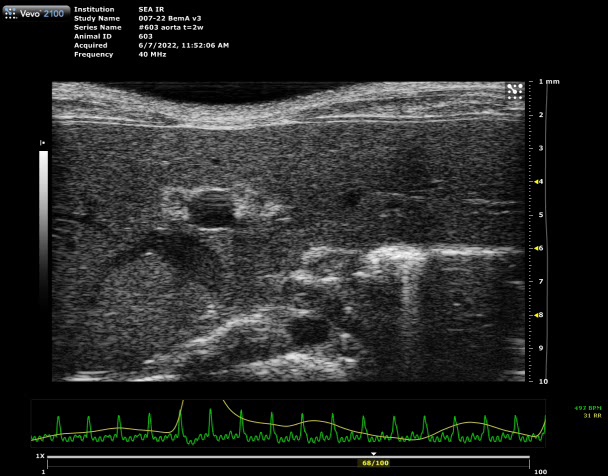 Vevo 2100
Institution SEA IR
Study Name 007-22 BemA v3
Series Name #603 aorta t=2w
Animal ID 603
Acquired 6/7/2022, 11:52:06 AM
Frequency 40 MHz
1 mm
2
3
4
5
6
7
8
9
10
492 BPM
31 RR
1X
68/100
1
100